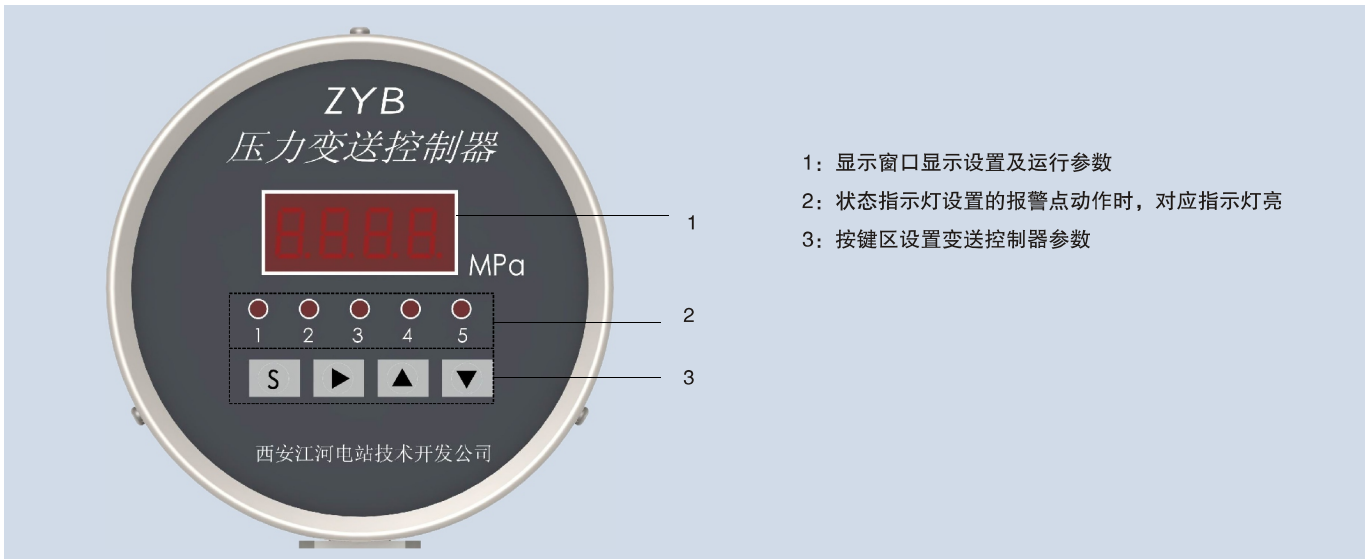 ZYB
压力变送控制器
8.8.8.8.
MPa
1 2 3 4 5
S
西安江河电站技术开发公司
1
2
3
1：显示窗口显示设置及运行参数
2：状态指示灯设置的报警点动作时，对应指示灯亮
3：按键区设置变送控制器参数